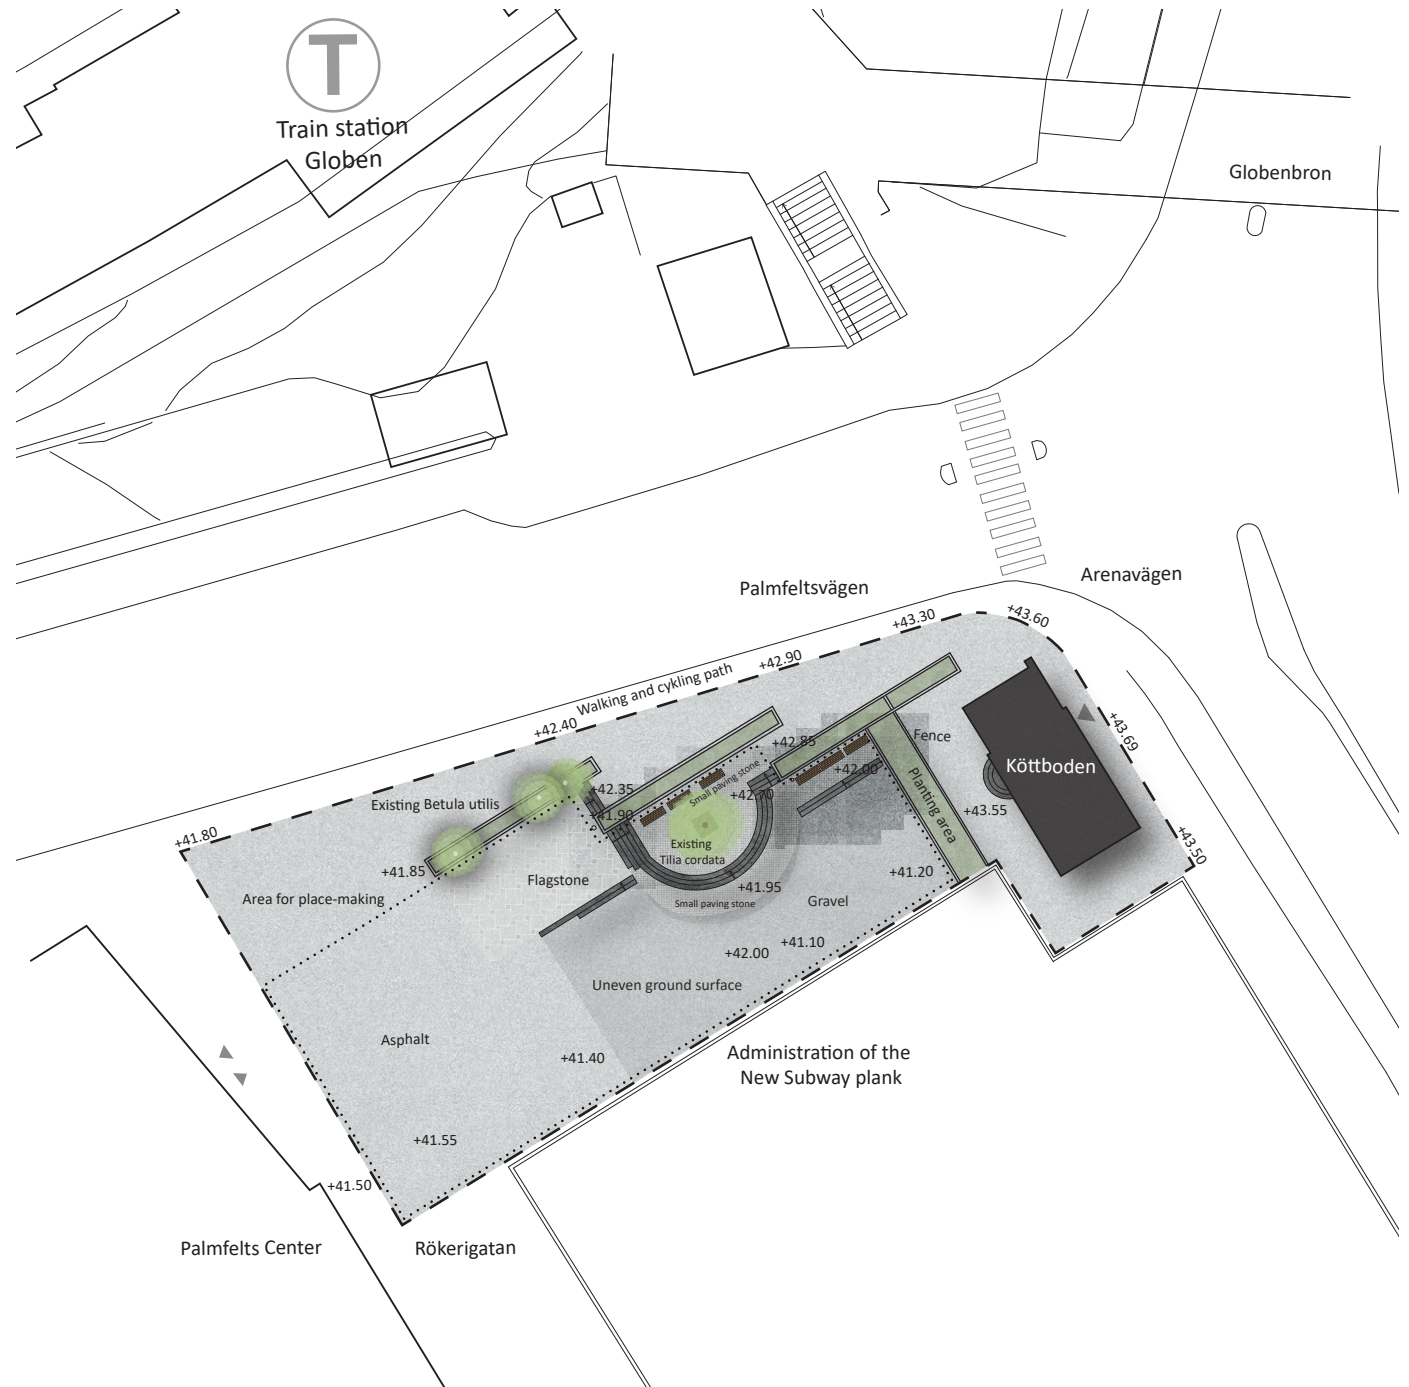 T
Train station
Globen
Globenbron
Arenavägen
Palmfeltsvägen
+43.60
+43.30
+42.90
Walking and cykling path
+42.40
+43.69
Fence
+42.85
+42.00
Köttboden
Small paving stone
+42.70
+42.35
+41.90
Existing Betula utilis
Planting area
+43.55
+41.80
+43.50
Existing
Tilia cordata
+41.85
Flagstone
+41.95
+41.20
Area for place-making
Small paving stone
Gravel
+41.10
+42.00
Uneven ground surface
Asphalt
+41.40
Administration of the
New Subway plank
+41.55
+41.50
Palmfelts Center
Rökerigatan